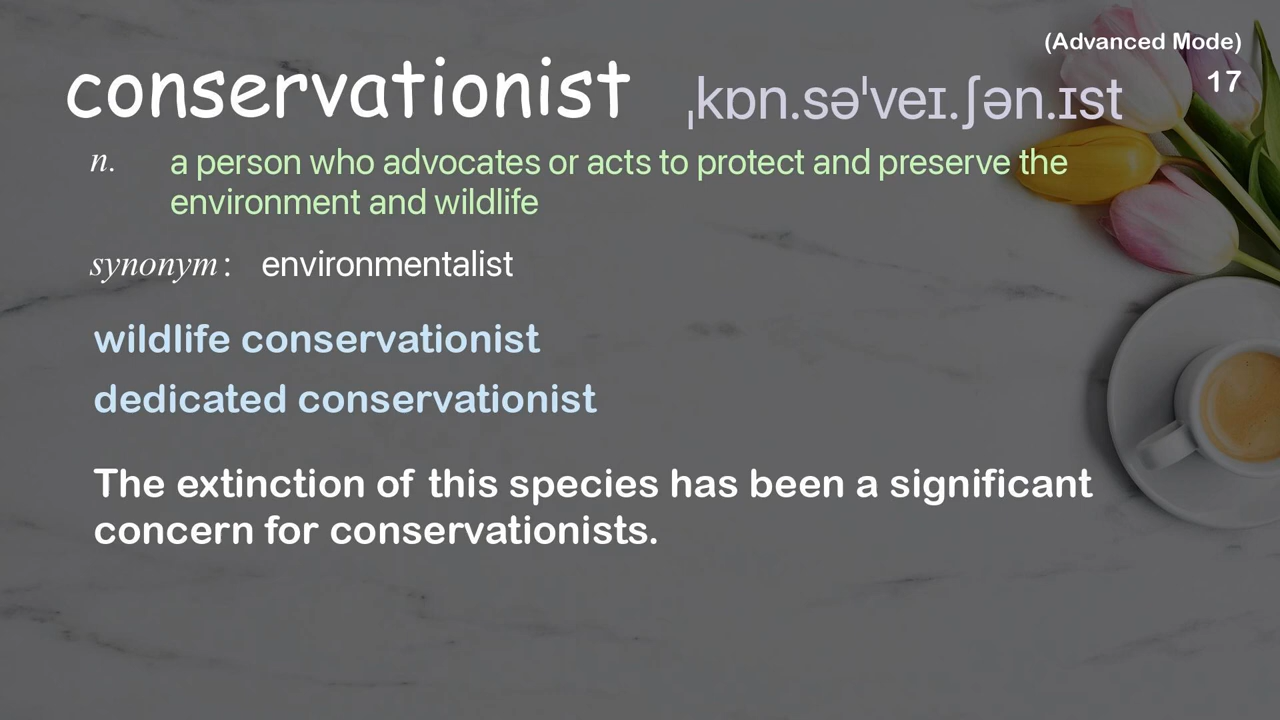 (Advanced Mode)
17
conservationist ˌkɒn.səˈveɪ.ʃən.ɪst
n. a person who advocates or acts to protect and preserve the
environment and wildlife
synonym: environmentalist
wildlife conservationist
dedicated conservationist
The extinction of this species has been a significant
concern for conservationists.